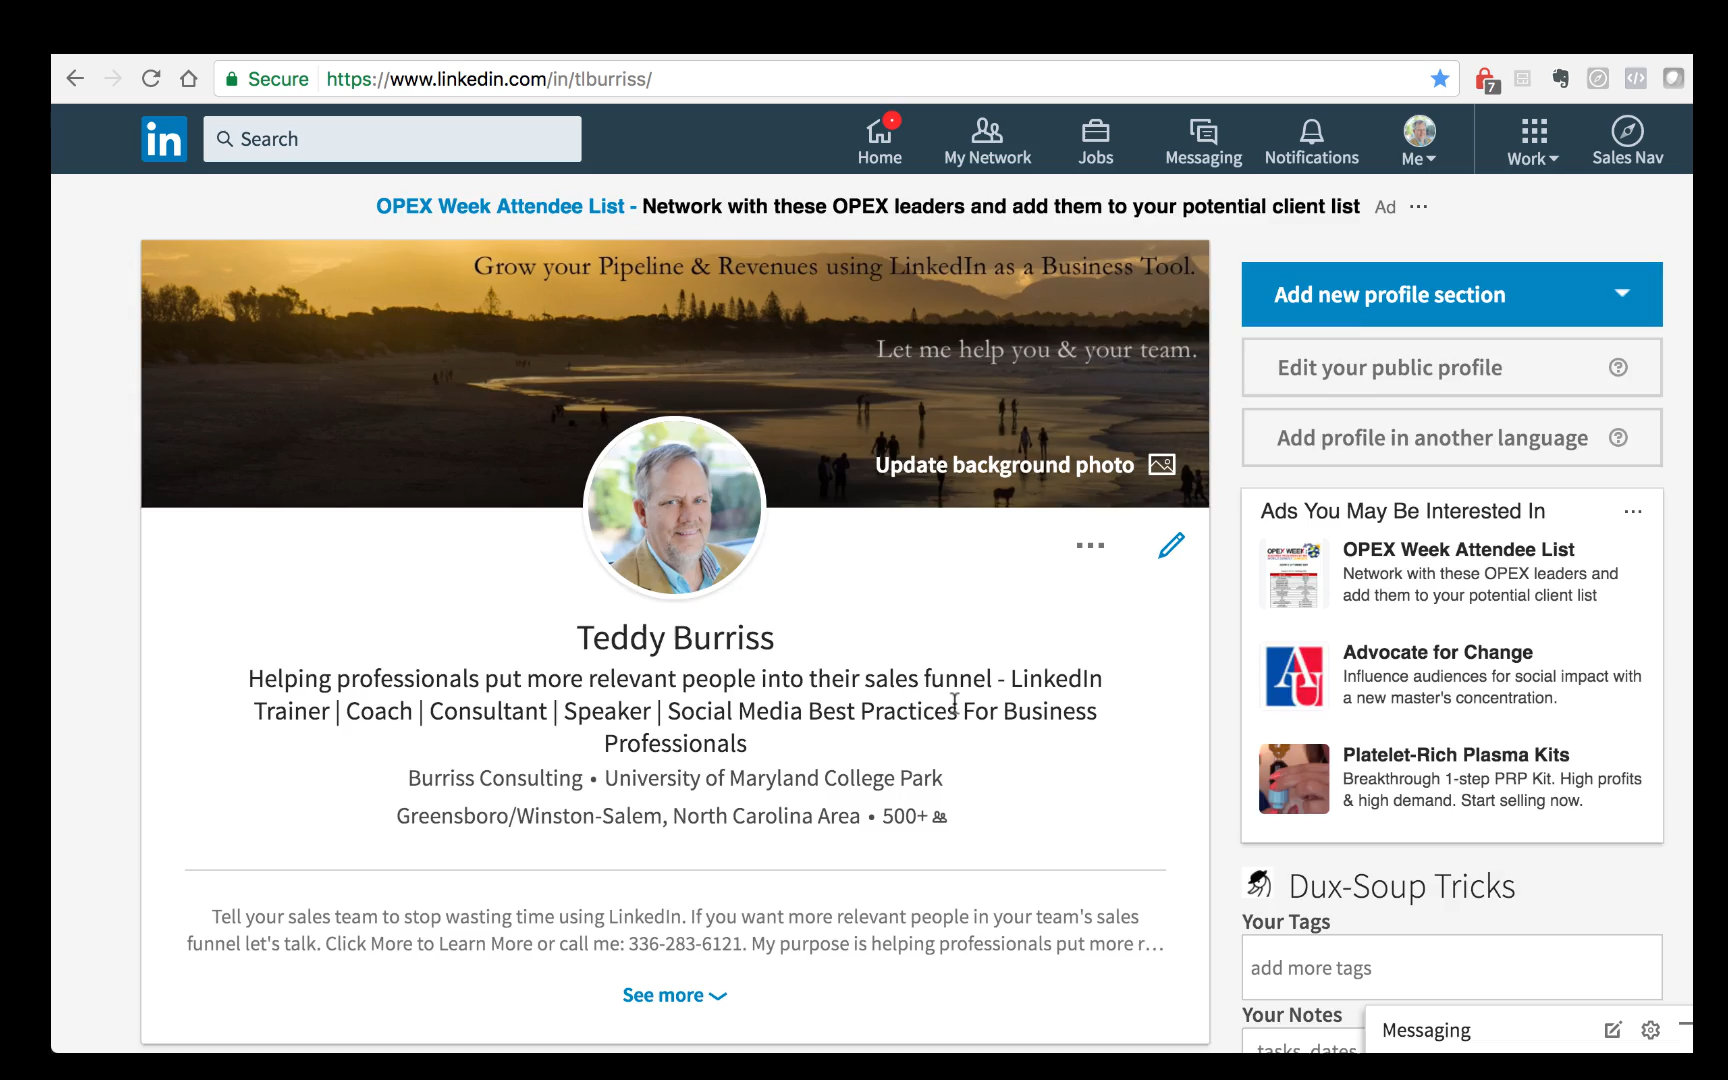 Secure https://www.linkedin.com/in/tlburriss/
7
in Search
Home My Network Jobs Messaging Notifications Me Work Sales Nav
OPEX Week Attendee List - Network with these OPEX leaders and add them to your potential client list Ad ...
Grow your Pipeline & Revenues using LinkedIn as a Business Tool.
Let me help you & your team.
Update background photo
Teddy Burriss
Helping professionals put more relevant people into their sales funnel - LinkedIn
Trainer | Coach | Consultant | Speaker | Social Media Best Practices For Business
Professionals
Burriss Consulting • University of Maryland College Park
Greensboro/Winston-Salem, North Carolina Area • 500+
Tell your sales team to stop wasting time using LinkedIn. If you want more relevant people in your team's sales
funnel let's talk. Click More to Learn More or call me: 336-283-6121. My purpose is helping professionals put more r...
See more
Add new profile section
Edit your public profile
Add profile in another language
Ads You May Be Interested In
OPEX WEEK
OPEX Week Attendee List
Network with these OPEX leaders and
add them to your potential client list
AU
Advocate for Change
Influence audiences for social impact with
a new master's concentration.
Platelet-Rich Plasma Kits
Breakthrough 1-step PRP Kit. High profits
& high demand. Start selling now.
Dux-Soup Tricks
Your Tags
add more tags
Your Notes
tasks, dates
Messaging